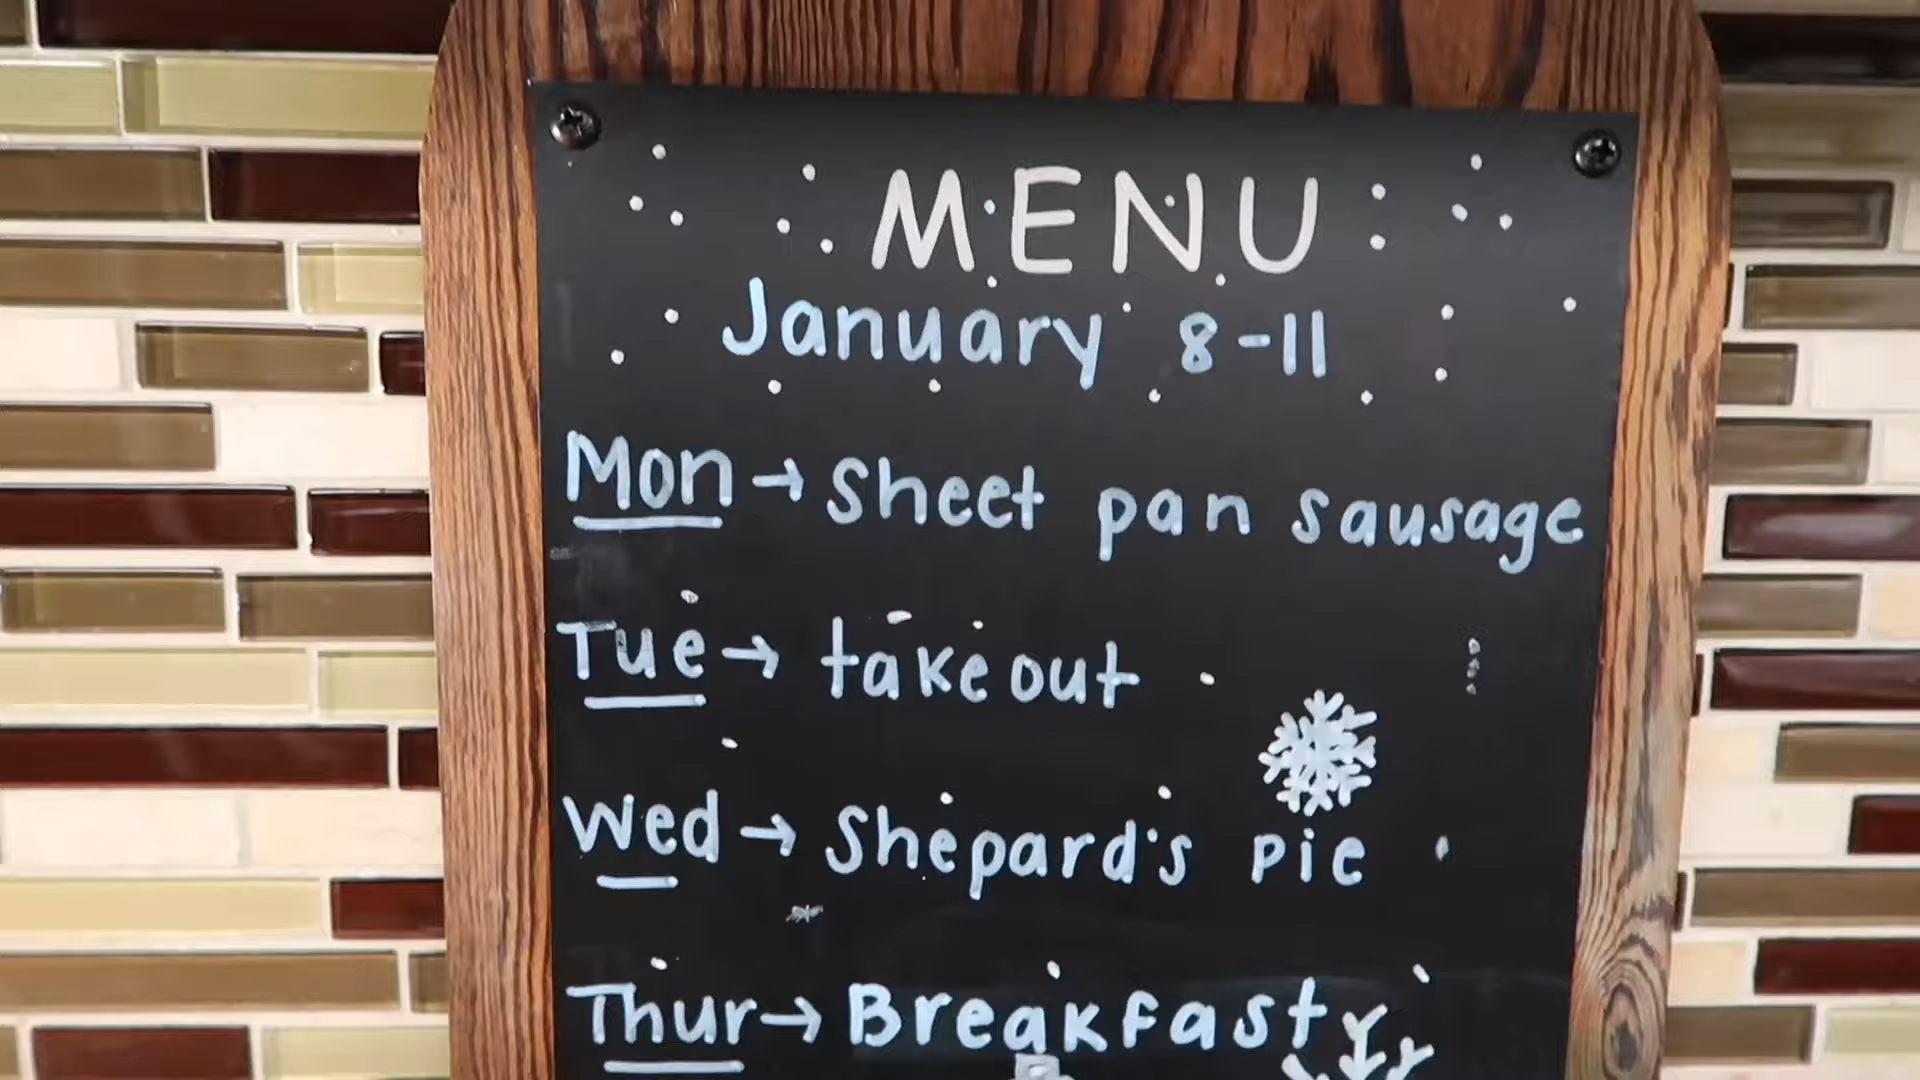 MENU
January 8-11
Mon → Sheet pan sausage
Tue → takeout
Wed → Shepard's pie
Thur → Breakfast